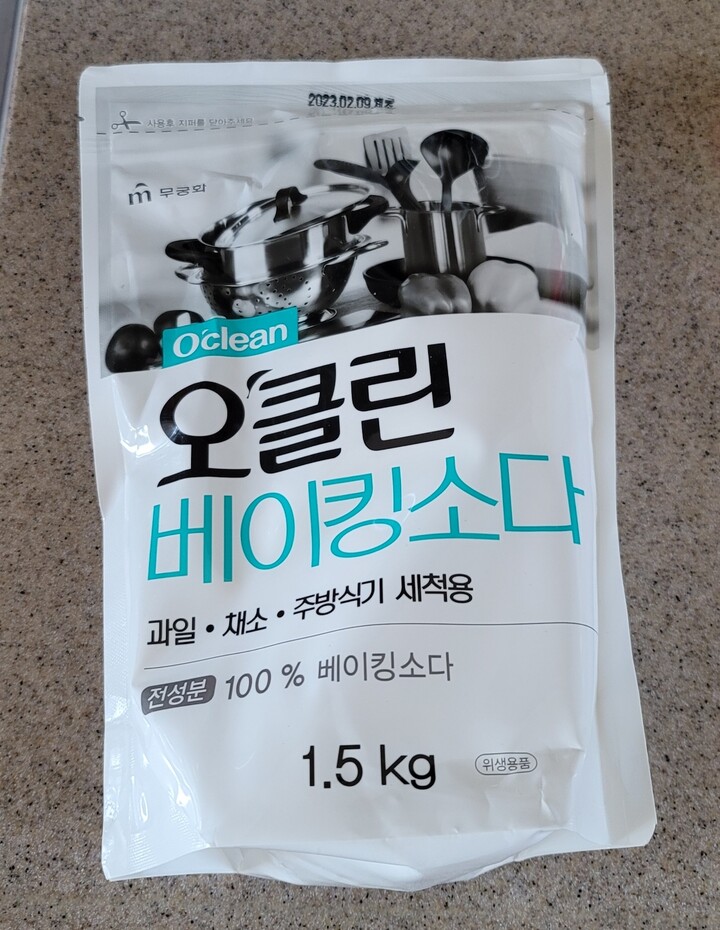 2023.02.09.제조
사용후 지퍼를 닫아주세요
무궁화
O'clean
오클린
베이킹소다
과일 • 채소 • 주방식기 세척용
전성분 100 % 베이킹소다
1.5 kg
위생용품